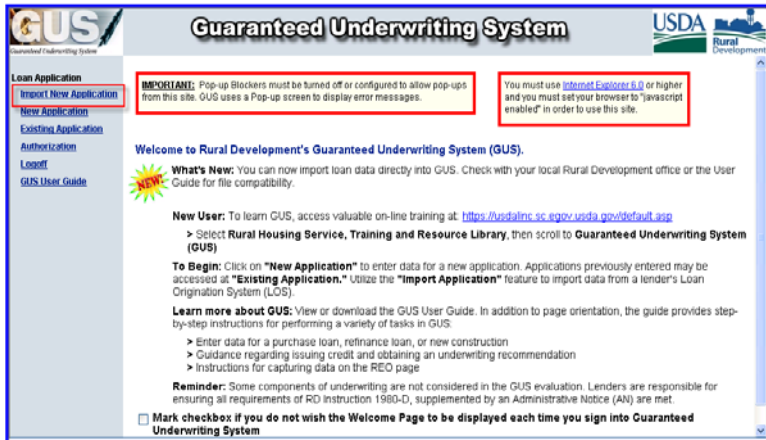 GUS
Guaranteed Underwriting System
Guaranteed Underwriting System
USDA
Rural
Development
Loan Application
Import New Application
New Application
Existing Application
Authorization
Logoff
GUS User Guide
IMPORTANT: Pop-up Blockers must be turned off or configured to allow pop-ups
from this site. GUS uses a Pop-up screen to display error messages.
You must use Internet Explorer 6.0 or higher
and you must set your browser to "javascript
enabled" in order to use this site.
Welcome to Rural Development's Guaranteed Underwriting System (GUS).
NEW!
What's New: You can now import loan data directly into GUS. Check with your local Rural Development office or the User
Guide for file compatibility.
New User: To learn GUS, access valuable on-line training at: https://usdalinc.sc.egov.usda.gov/default.asp
> Select Rural Housing Service, Training and Resource Library, then scroll to Guaranteed Underwriting System
(GUS)
To Begin: Click on "New Application" to enter data for a new application. Applications previously entered may be
accessed at "Existing Application." Utilize the "Import Application" feature to import data from a lender's Loan
Origination System (LOS).
Learn more about GUS: View or download the GUS User Guide. In addition to page orientation, the guide provides step-
by-step instructions for performing a variety of tasks in GUS:
> Enter data for a purchase loan, refinance loan, or new construction
> Guidance regarding issuing credit and obtaining an underwriting recommendation
> Instructions for capturing data on the REO page
Reminder: Some components of underwriting are not considered in the GUS evaluation. Lenders are responsible for
ensuring all requirements of RD Instruction 1980-D, supplemented by an Administrative Notice (AN) are met.
Mark checkbox if you do not wish the Welcome Page to be displayed each time you sign into Guaranteed
Underwriting System